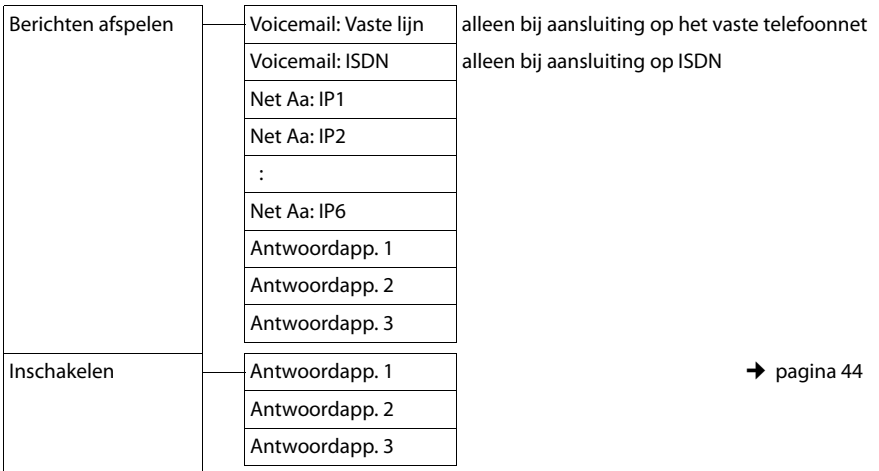 Berichten afspelen Voicemail: Vaste lijn alleen bij aansluiting op het vaste telefoonnet
Voicemail: ISDN alleen bij aansluiting op ISDN
Net Aa: IP1
Net Aa: IP2
:
Net Aa: IP6
Antwoordapp. 1
Antwoordapp. 2
Antwoordapp. 3
Inschakelen Antwoordapp. 1 ➔ pagina 44
Antwoordapp. 2
Antwoordapp. 3